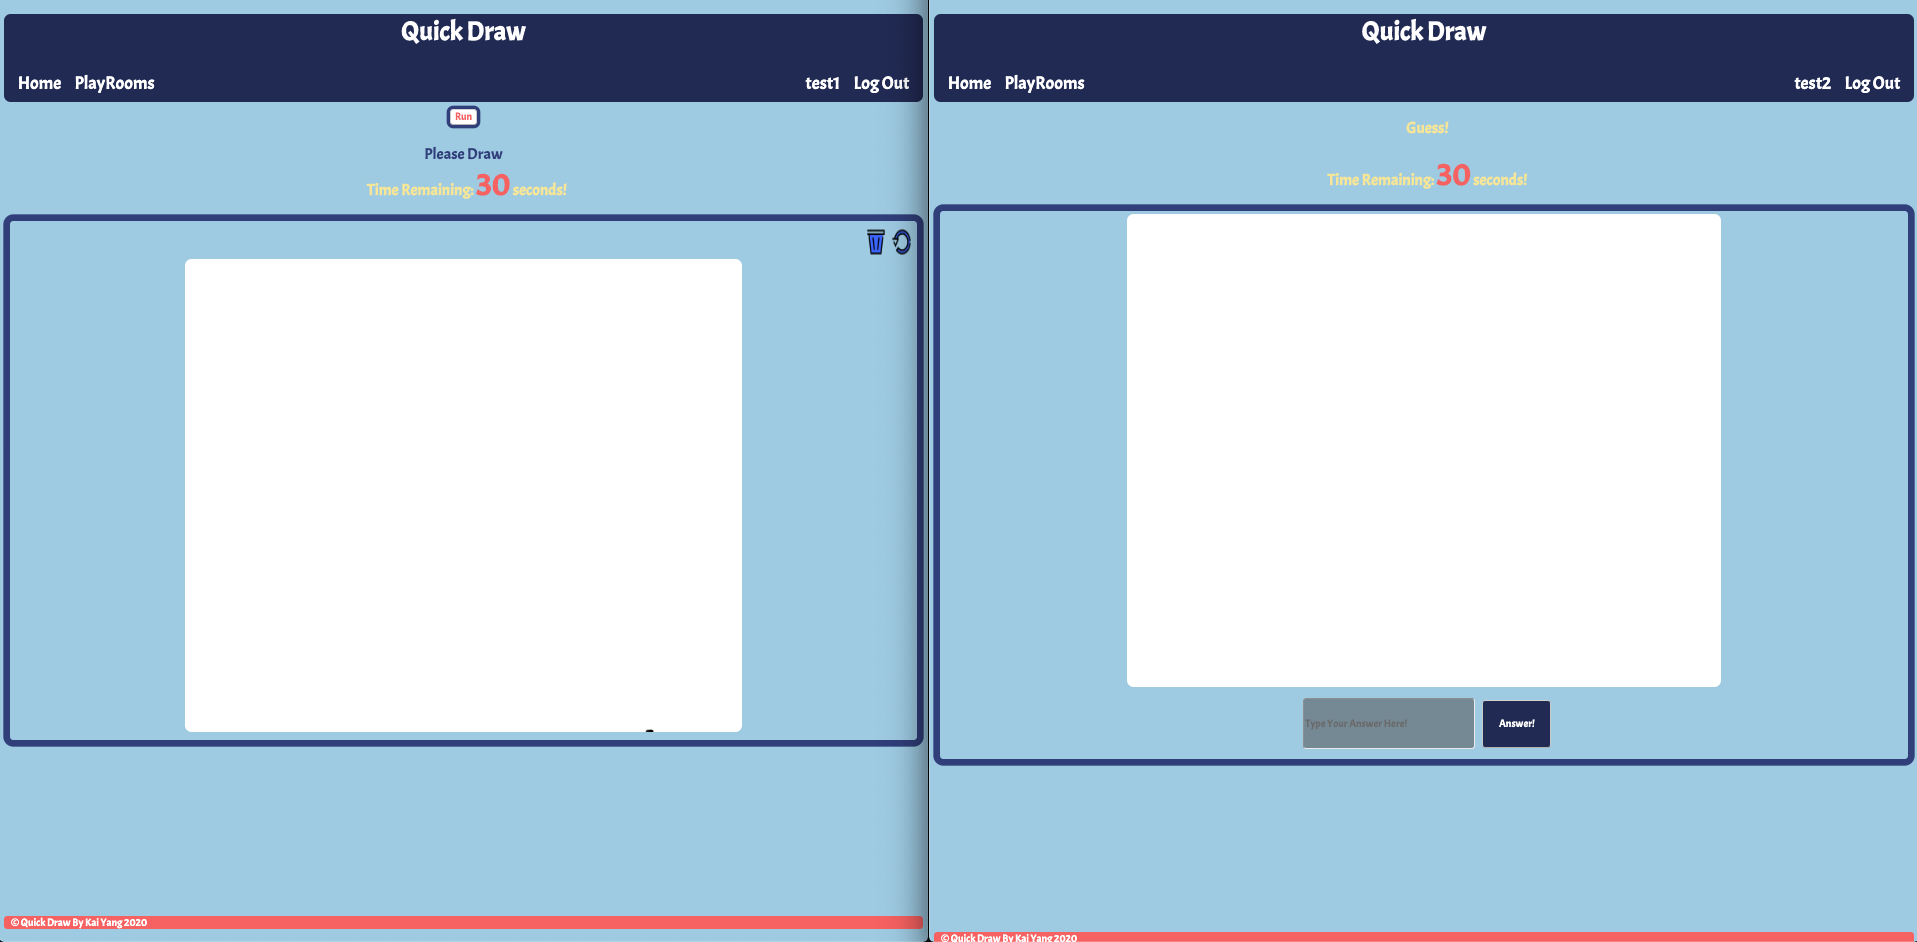 Quick Draw
Home PlayRooms test1 Log Out
Run
Please Draw
Time Remaining: 30 seconds!
© Quick Draw By Kai Yang 2020
Quick Draw
Home PlayRooms test2 Log Out
Guess!
Time Remaining: 30 seconds!
Type Your Answer Here! Answer!
© Quick Draw By Kai Yang 2020